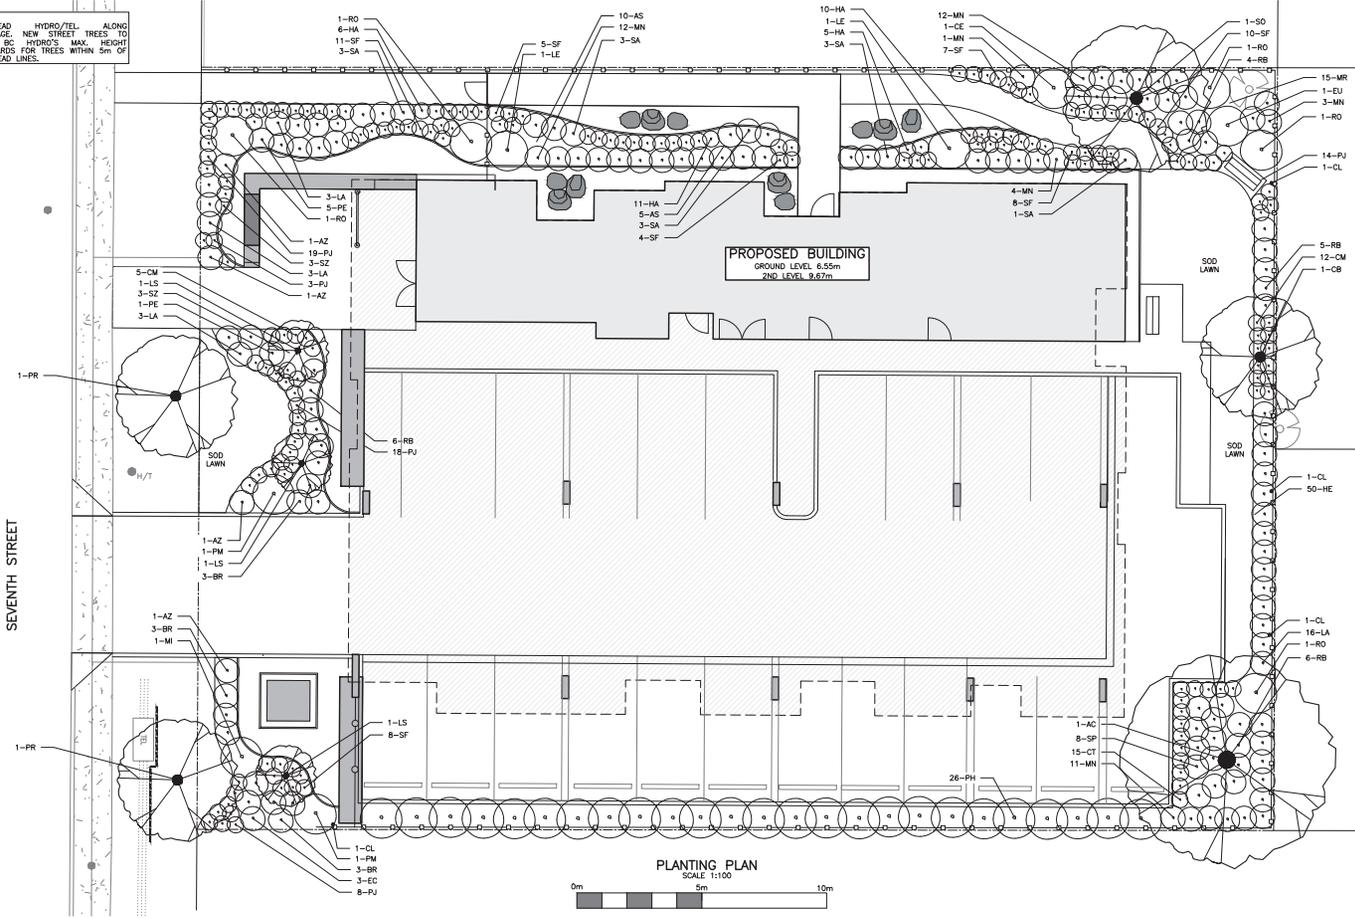 EAD HYDRO/TEL. ALONG
AGE. NEW STREET TREES TO
BC HYDRO'S MAX. HEIGHT
ARDS FOR TREES WITHIN 5m OF
EAD LINES.
1-RO
6-HA
11-SF
3-SA
5-SF
1-LE
10-AS
12-MN
3-SA
10-HA
1-LE
5-HA
3-SA
12-MN
1-CE
1-MN
7-SF
1-SO
10-SF
1-RO
4-RB
15-MR
1-EU
3-MN
1-RO
14-PJ
1-CL
3-LA
5-PE
1-RO
1-AZ
19-PJ
3-SZ
3-LA
3-PJ
1-AZ
11-HA
5-AS
3-SA
4-SF
4-MN
8-SF
1-SA
PROPOSED BUILDING
GROUND LEVEL 6.55m
2ND LEVEL 9.67m
SOD
LAWN
5-RB
12-CM
1-CB
5-CM
1-LS
3-SZ
1-PE
3-LA
1-PR
6-RB
18-PJ
SOD
LAWN
H/T
SOD
LAWN
1-CL
50-HE
1-AZ
1-PM
1-LS
3-BR
SEVENTH STREET
1-AZ
3-BR
1-MI
1-CL
16-LA
1-RO
6-RB
TEL
1-PR
1-LS
8-SF
1-AC
8-SP
15-CT
11-MN
26-PH
1-CL
1-PM
3-BR
3-EC
8-PJ
PLANTING PLAN
SCALE 1:100
0m 5m 10m